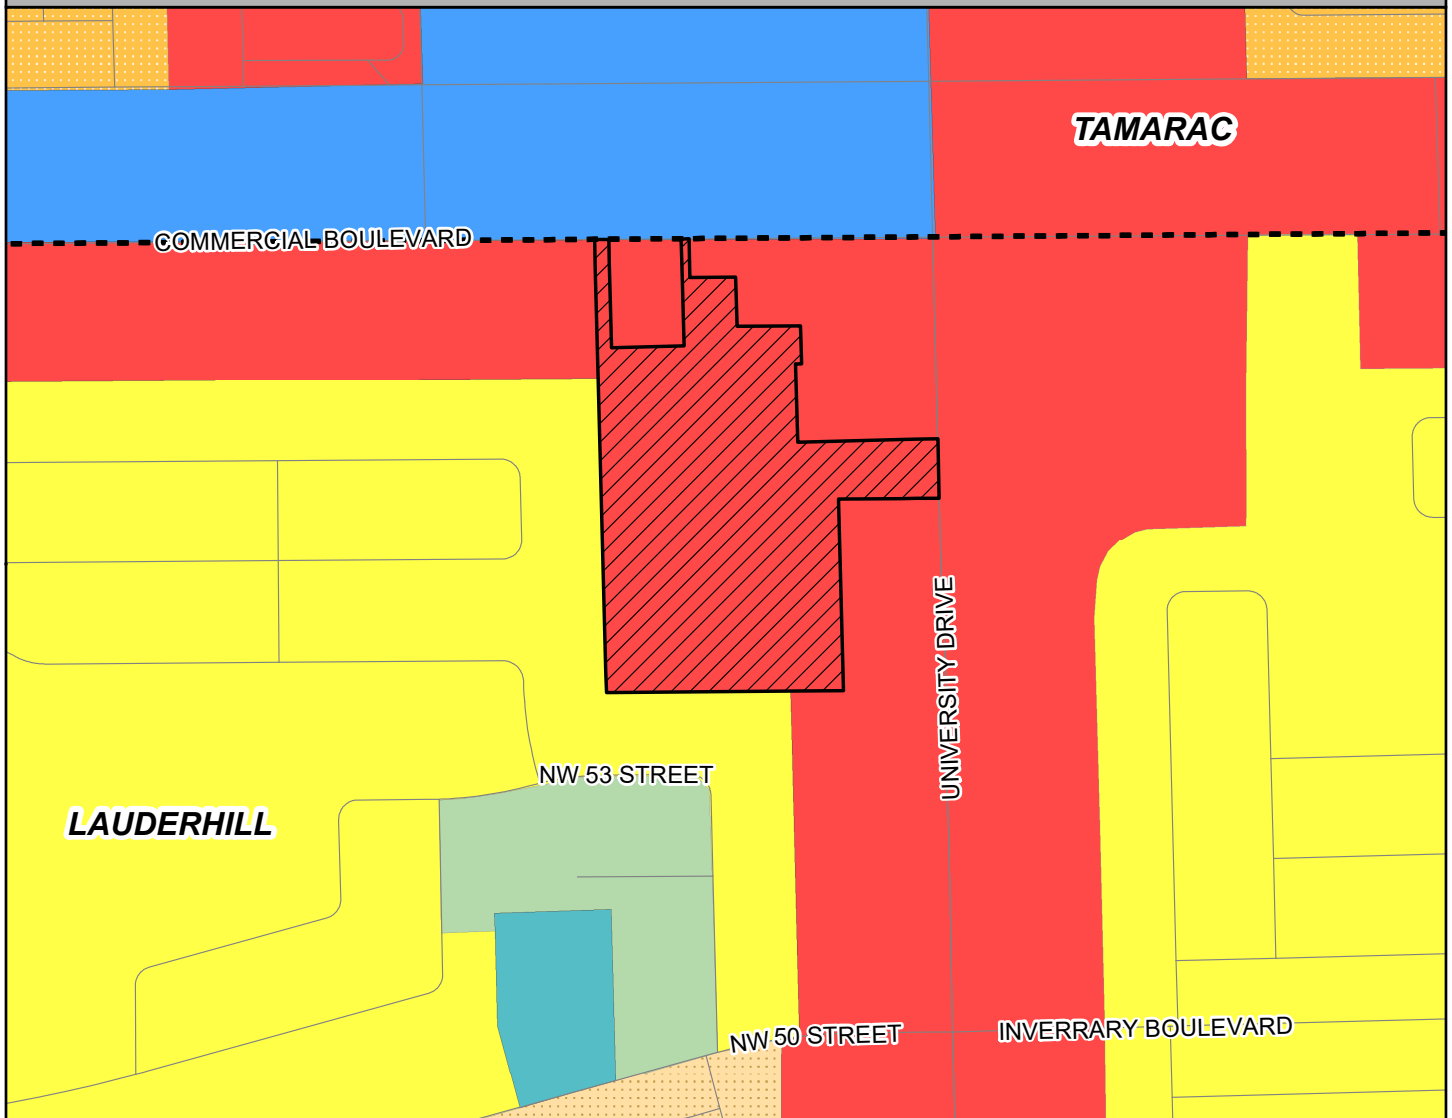 TAMARAC
COMMERCIAL BOULEVARD
UNIVERSITY DRIVE
NW 53 STREET
LAUDERHILL
NW 50 STREET
INVERRARY BOULEVARD